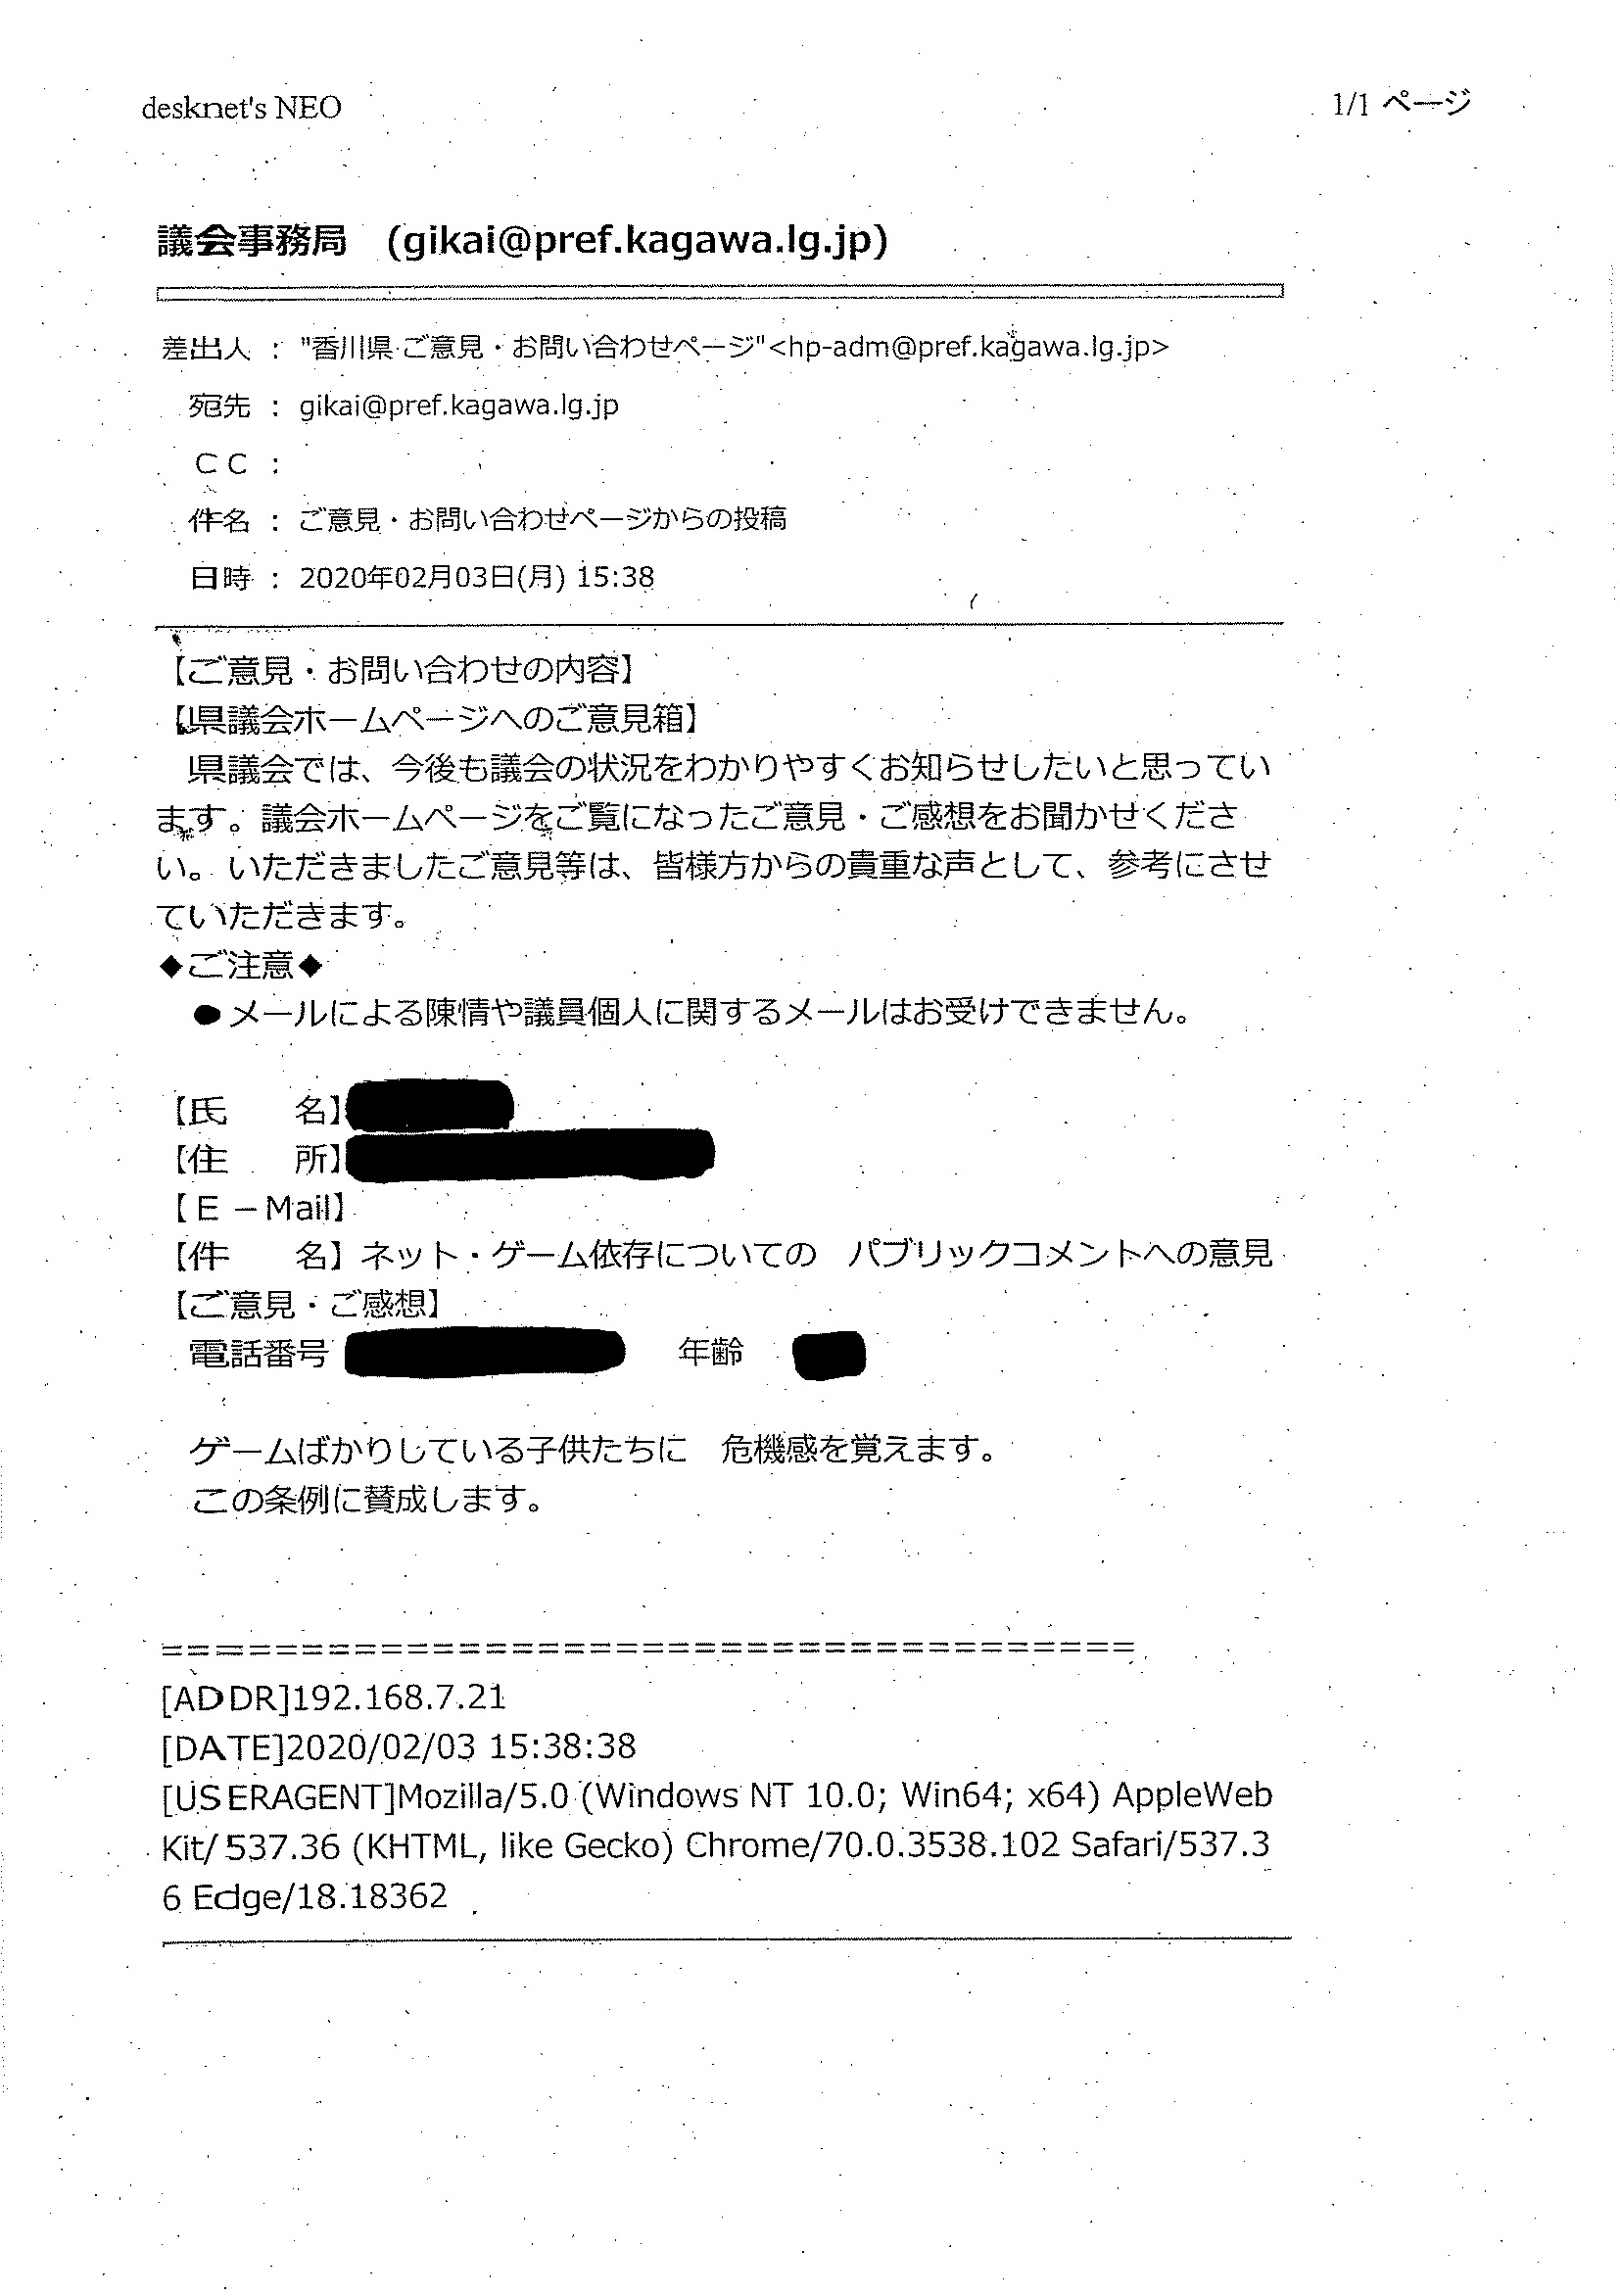 desknet's NEO 1/1 ページ
議会事務局 (gikai@pref.kagawa.lg.jp)
差出人 : "香川県 ご意見・お問い合わせページ"<hp-adm@pref.kagawa.lg.jp>
宛先 : gikai@pref.kagawa.lg.jp
ＣＣ :
件名 : ご意見・お問い合わせページからの投稿
日時 : 2020年02月03日(月) 15:38
【ご意見・お問い合わせの内容】
【県議会ホームページへのご意見箱】
県議会では、今後も議会の状況をわかりやすくお知らせしたいと思ってい
ます。議会ホームページをご覧になったご意見・ご感想をお聞かせくださ
い。いただきましたご意見等は、皆様方からの貴重な声として、参考にさせ
ていただきます。
◆ご注意◆
●メールによる陳情や議員個人に関するメールはお受けできません。
【氏　　名】
【住　　所】
【Ｅ－Mail】
【件　　名】ネット・ゲーム依存についての　パブリックコメントへの意見
【ご意見・ご感想】
電話番号　年齢
ゲームばかりしている子供たちに　危機感を覚えます。
この条例に賛成します。
=====================================
[ADDR]192.168.7.21
[DATE]2020/02/03 15:38:38
[USERAGENT]Mozilla/5.0 (Windows NT 10.0; Win64; x64) AppleWeb
Kit/537.36 (KHTML, like Gecko) Chrome/70.0.3538.102 Safari/537.3
6 Edge/18.18362